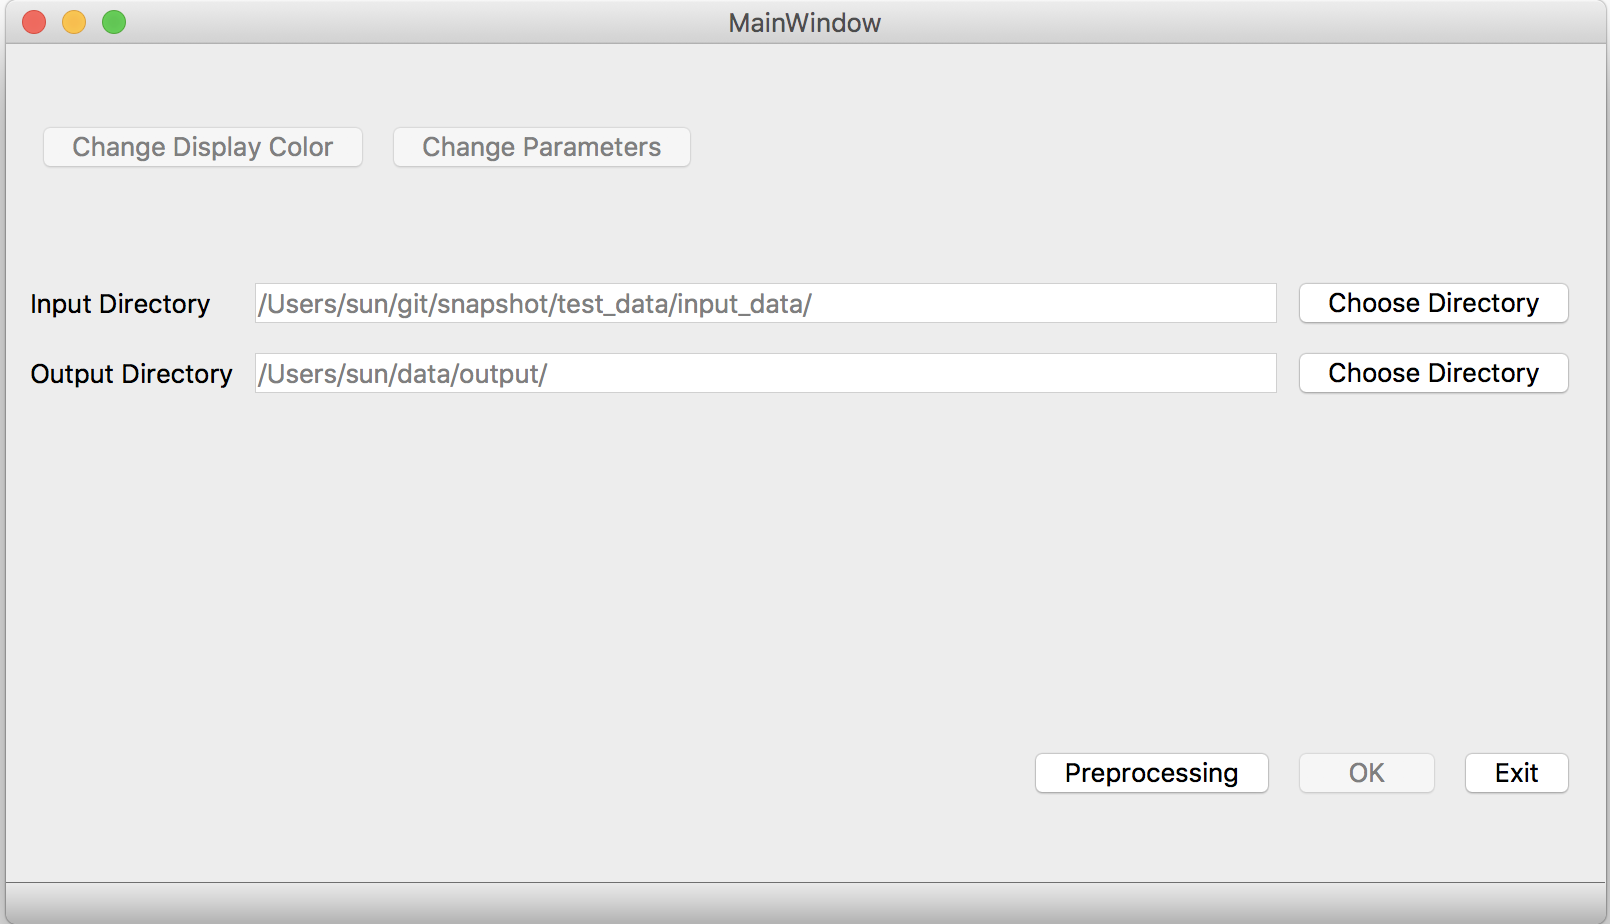 MainWindow
Change Display Color Change Parameters
Input Directory /Users/sun/git/snapshot/test_data/input_data/ Choose Directory
Output Directory /Users/sun/data/output/ Choose Directory
Preprocessing OK Exit